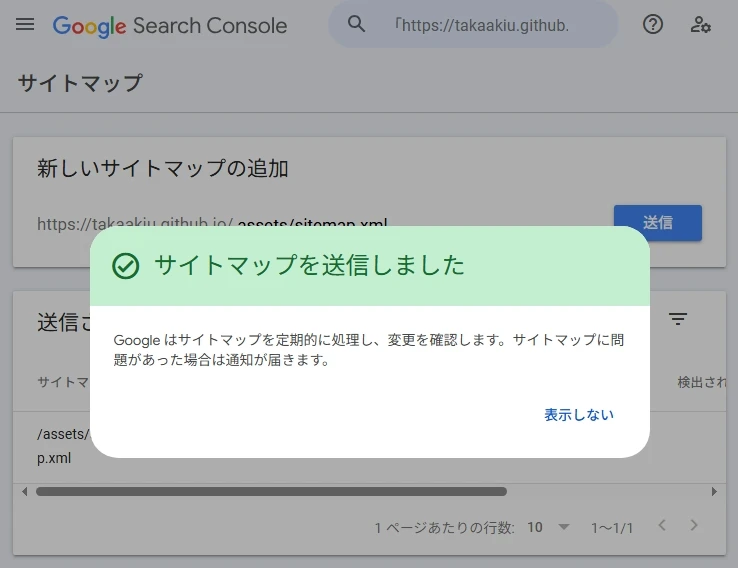 Google Search Console
「https://takaakiu.github.
サイトマップ
新しいサイトマップの追加
https://takaakiu.github.io/ assets/sitemap.xml
送信
サイトマップを送信しました
送信
Google はサイトマップを定期的に処理し、変更を確認します。サイトマップに問
題があった場合は通知が届きます。
サイトマ
検出され
表示しない
/assets/
p.xml
1 ページあたりの行数: 10
1～1/1